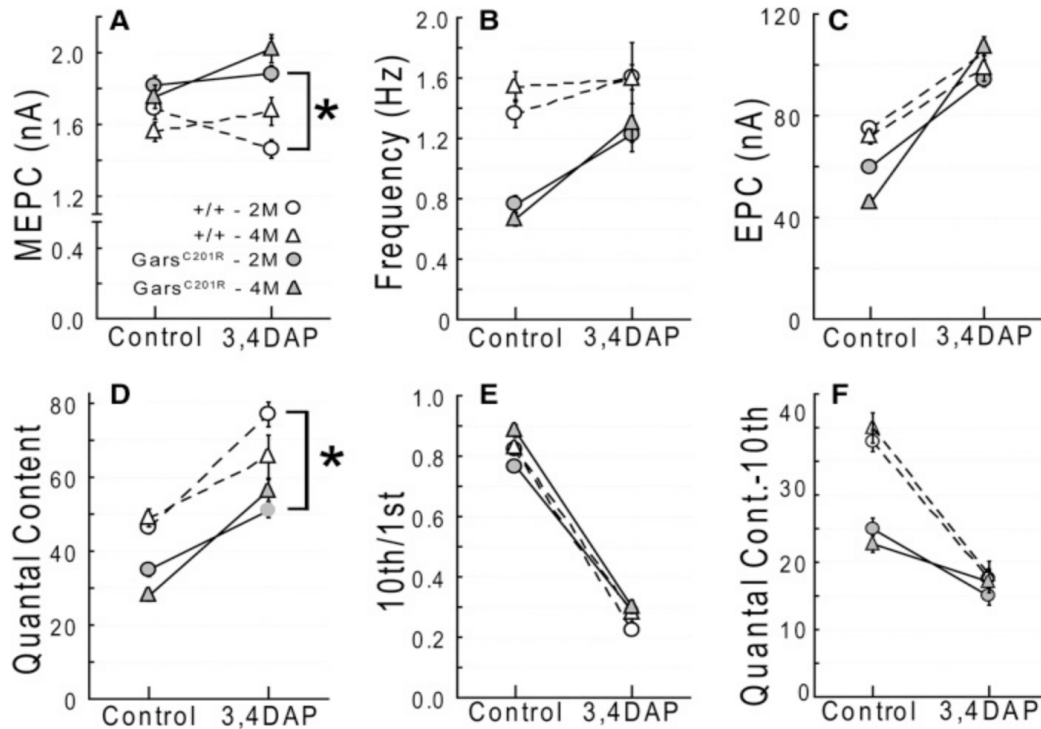 A
MEPC (nA)
2.0
1.6
1.2
0.4
0.0
*
+/+ - 2M
+/+ - 4M
Gars^C201R - 2M
Gars^C201R - 4M
Control 3,4DAP
B
Frequency (Hz)
2.0
1.6
1.2
0.8
0.4
0.0
Control 3,4DAP
C
EPC (nA)
120
80
40
0
Control 3,4DAP
D
Quantal Content
80
60
50
40
30
20
0
*
Control 3,4DAP
E
10th/1st
1.0
0.8
0.6
0.4
0.2
0.0
Control 3,4DAP
F
Quantal Cont.-10th
40
30
20
20
10
0
Control 3,4DAP